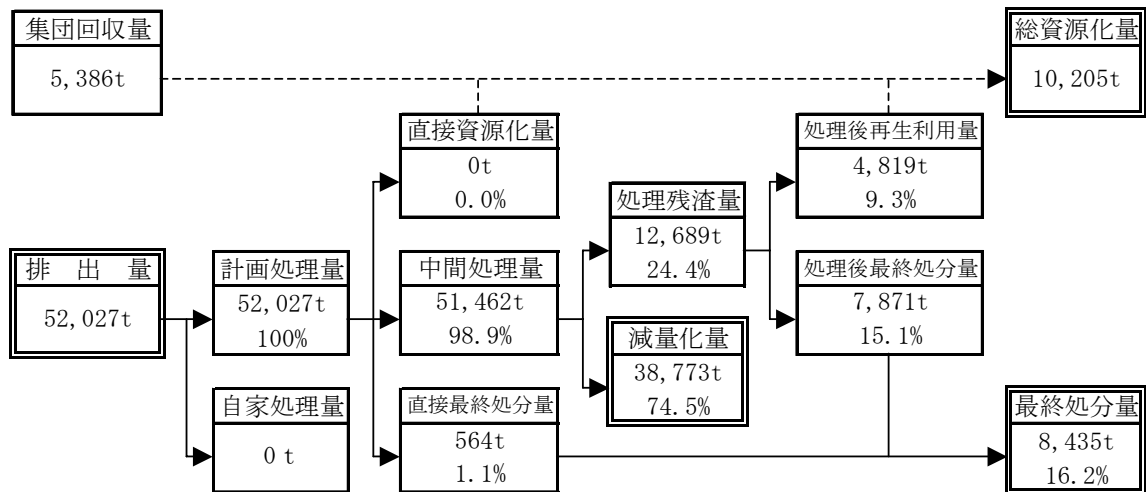 集団回収量
5,386t
総資源化量
10,205t
直接資源化量
0t
0.0%
処理後再生利用量
4,819t
9.3%
処理残渣量
12,689t
24.4%
排 出 量
52,027t
計画処理量
52,027t
100%
中間処理量
51,462t
98.9%
処理後最終処分量
7,871t
15.1%
減量化量
38,773t
74.5%
自家処理量
0 t
直接最終処分量
564t
1.1%
最終処分量
8,435t
16.2%